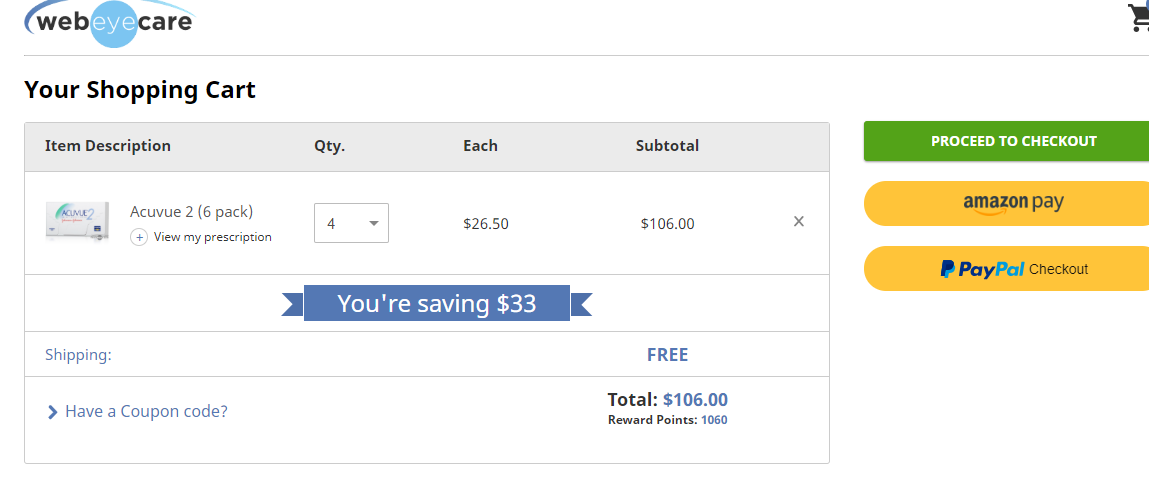 webeyecare
Your Shopping Cart
Item Description Qty. Each Subtotal
PROCEED TO CHECKOUT
ACUVUE 2
Acuvue 2 (6 pack) 4 $26.50 $106.00 ×
+ View my prescription
amazon pay
PayPal Checkout
You're saving $33
Shipping: FREE
Have a Coupon code?
Total: $106.00
Reward Points: 1060